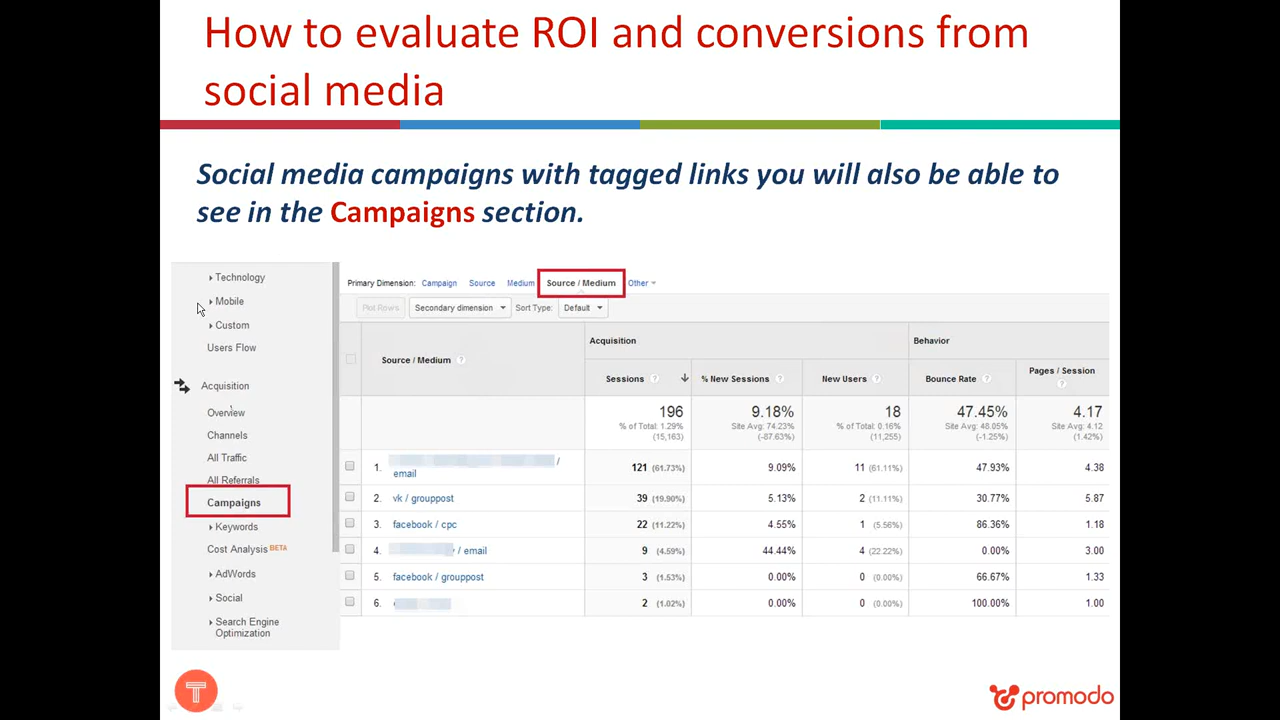 How to evaluate ROI and conversions from
social media
Social media campaigns with tagged links you will also be able to
see in the Campaigns section.
Technology
Mobile
Custom
Users Flow
Acquisition
Overview
Channels
All Traffic
All Referrals
Campaigns
Keywords
Cost Analysis BETA
AdWords
Social
Search Engine
Optimization
Primary Dimension: Campaign Source Medium Source / Medium Other
Plot Rows Secondary dimension Sort Type: Default
Acquisition Behavior
Source / Medium ? Sessions ? % New Sessions ? New Users ? Bounce Rate ? Pages / Session ?
196 9.18% 18 47.45% 4.17
% of Total: 1.29% Site Avg: 74.23% % of Total: 0.16% Site Avg: 48.05% Site Avg: 4.12
(15,163) (-87.63%) (11,255) (-1.25%) (1.42%)
1. / email 121 (61.73%) 9.09% 11 (61.11%) 47.93% 4.38
2. vk / grouppost 39 (19.90%) 5.13% 2 (11.11%) 30.77% 5.87
3. facebook / cpc 22 (11.22%) 4.55% 1 (5.56%) 86.36% 1.18
4. / email 9 (4.59%) 44.44% 4 (22.22%) 0.00% 3.00
5. facebook / grouppost 3 (1.53%) 0.00% 0 (0.00%) 66.67% 1.33
6. 2 (1.02%) 0.00% 0 (0.00%) 100.00% 1.00
T
promodo